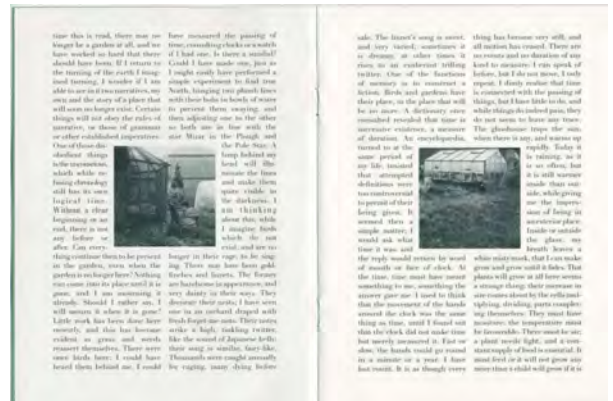 time this is read, there may no
longer be a garden at all, and we
have worked so hard that there
should have been. If I return to
the turning of the earth I imag-
ined turning, I wonder if I am
able to see in it two narratives, my
own and the story of a place that
will soon no longer exist. Certain
things will not obey the rules of
narrative, or those of grammar
or other established imperatives.
One of those dis-
obedient things
is the
which while re-
fusing chronology
still has its own
logical time.
Without a clear
beginning or an
end, there is not
any before or
after. Can every-
thing continue then to be present
in the garden, even when the
garden is no longer here? Nothing
can come into its place until it is
gone, and I am mourning it
already. Should I rather say, I
will mourn it when it is gone?
Little work has been done here
recently, and this has become
evident as grass and weeds
reassert themselves. There were
once birds here; I could have
heard them behind me. I could
have measured the passing of
time, consulting clocks or a watch
if I had one. Is there a sundial?
Could I have made one, just as
I might easily have performed a
simple experiment to find true
North, hanging two plumb lines
with their bobs in bowls of water
to prevent them swaying, and
then adjusting one to the other
so both are in line with the
star Mizar in the Plough and
the Pole Star. A
lamp behind my
head will illu-
minate the lines
and make them
quite visible in
the darkness. I
am thinking
about this, while
I imagine birds
which do not
exist, and are no
longer in their cage, to be sing-
ing. There may have been gold-
finches and linnets. The former
are handsome in appearance, and
very dainty in their ways. They
decorate their nests; I have seen
one in an orchard draped with
fresh forget-me-nots. Their notes
strike a high, tinkling twitter,
like the sound of Japanese bells;
their song is similar, fairy-like.
Thousands were caught annually
by caging, many dying before
sale. The linnet's song is sweet,
and very varied; sometimes it
is dreamy, at other times it
rises to an exuberant trilling
twitter. One of the functions
of memory is to construct a
fiction. Birds and gardens have
their place, in the place that will
be no more. A dictionary once
consulted revealed that time is
successive existence, a measure
of duration. An encyclopaedia,
turned to at the
same period of
my life, insisted
that attempted
definitions were
too controversial
to permit of their
being given. It
seemed then a
simple matter; I
would ask what
time it was and
the reply would return by word
of mouth or face of clock. At
the time, time must have meant
something to me, something the
answer gave me. I used to think
that the movement of the hands
around the clock was the same
thing as time, until I found out
that the clock did not make time
but merely measured it. Fast or
slow, the hands could go round
in a minute or a year. I have
lost count. It is as though every
thing has become very still, and
all motion has ceased. There are
no events and no duration of any
kind to measure; I can speak of
before, but I do not move, I only
repeat. I dimly realise that time
is connected with the passing of
things, but I have little to do, and
while things do indeed pass, they
do not seem to leave any trace.
The glasshouse traps the sun,
when there is any, and warms up
rapidly. Today it
is raining, as it
is so often, but
it is still warmer
inside than out-
side, while giving
me the impres-
sion of being in
an exterior place.
Inside or outside
the glass, my
breath leaves a
white misty mark, that I can make
grow and grow until it fades. That
plants will grow at all here seems
a strange thing; their increase in
size comes about by the cells mul-
tiplying, dividing, parts complet-
ing themselves. They must have
moisture; the temperature must
be favourable. There must be air;
a plant needs light, and a con-
stant supply of food is essential. It
must feed or it will not grow any
more than a child will grow if it is